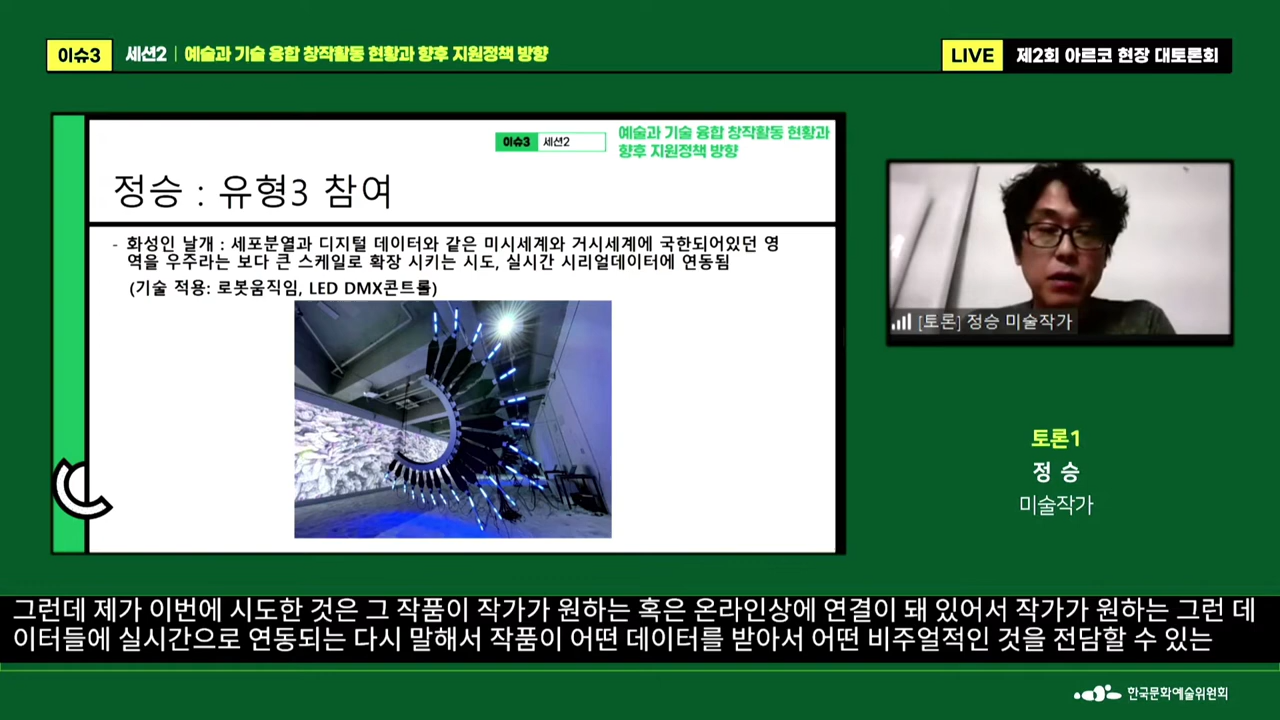 이슈3 세션2 | 예술과 기술 융합 창작활동 현황과 향후 지원정책 방향
LIVE 제2회 아르코 현장 대토론회
이슈3 세션2
예술과 기술 융합 창작활동 현황과
향후 지원정책 방향
정승 : 유형3 참여
- 화성인 날개 : 세포분열과 디지털 데이터와 같은 미시세계와 거시세계에 국한되어있던 영
역을 우주라는 보다 큰 스케일로 확장 시키는 시도, 실시간 시리얼데이터에 연동됨
(기술 적용: 로봇움직임, LED DMX콘트롤)
[토론] 정승 미술작가
토론1
정 승
미술작가
그런데 제가 이번에 시도한 것은 그 작품이 작가가 원하는 혹은 온라인상에 연결이 돼 있어서 작가가 원하는 그런 데
이터들에 실시간으로 연동되는 다시 말해서 작품이 어떤 데이터를 받아서 어떤 비주얼적인 것을 전담할 수 있는
한국문화예술위원회